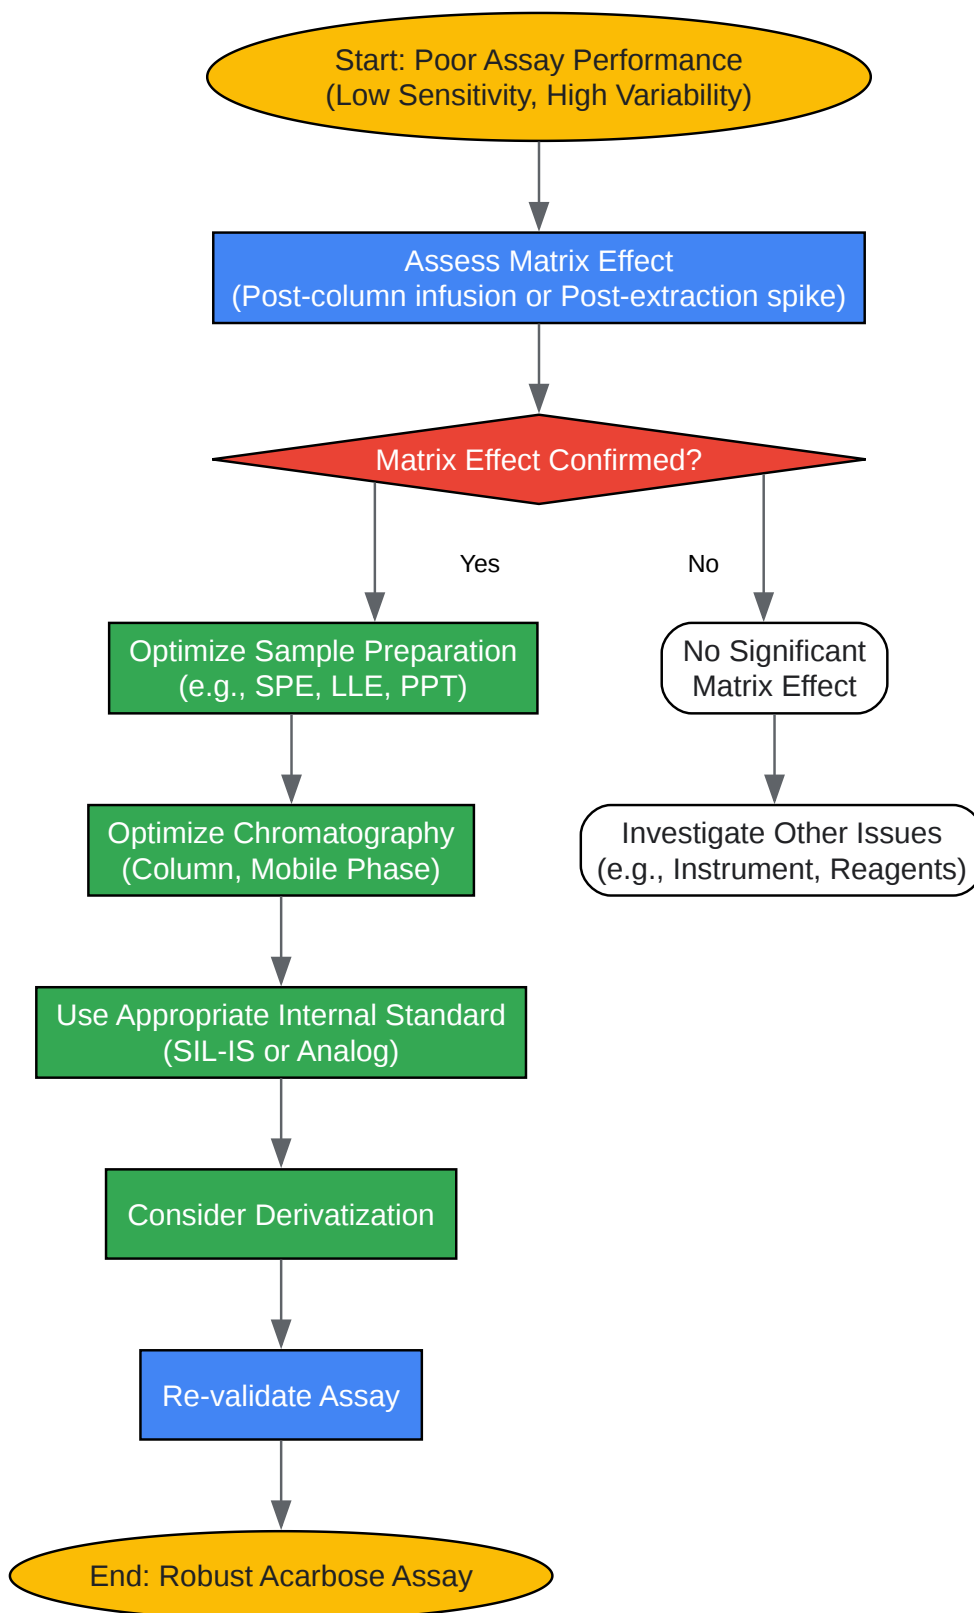 Start: Poor Assay Performance
(Low Sensitivity, High Variability)
Assess Matrix Effect
(Post-column infusion or Post-extraction spike)
Matrix Effect Confirmed?
Yes
No
Optimize Sample Preparation
(e.g., SPE, LLE, PPT)
No Significant
Matrix Effect
Optimize Chromatography
(Column, Mobile Phase)
Investigate Other Issues
(e.g., Instrument, Reagents)
Use Appropriate Internal Standard
(SIL-IS or Analog)
Consider Derivatization
Re-validate Assay
End: Robust Acarbose Assay